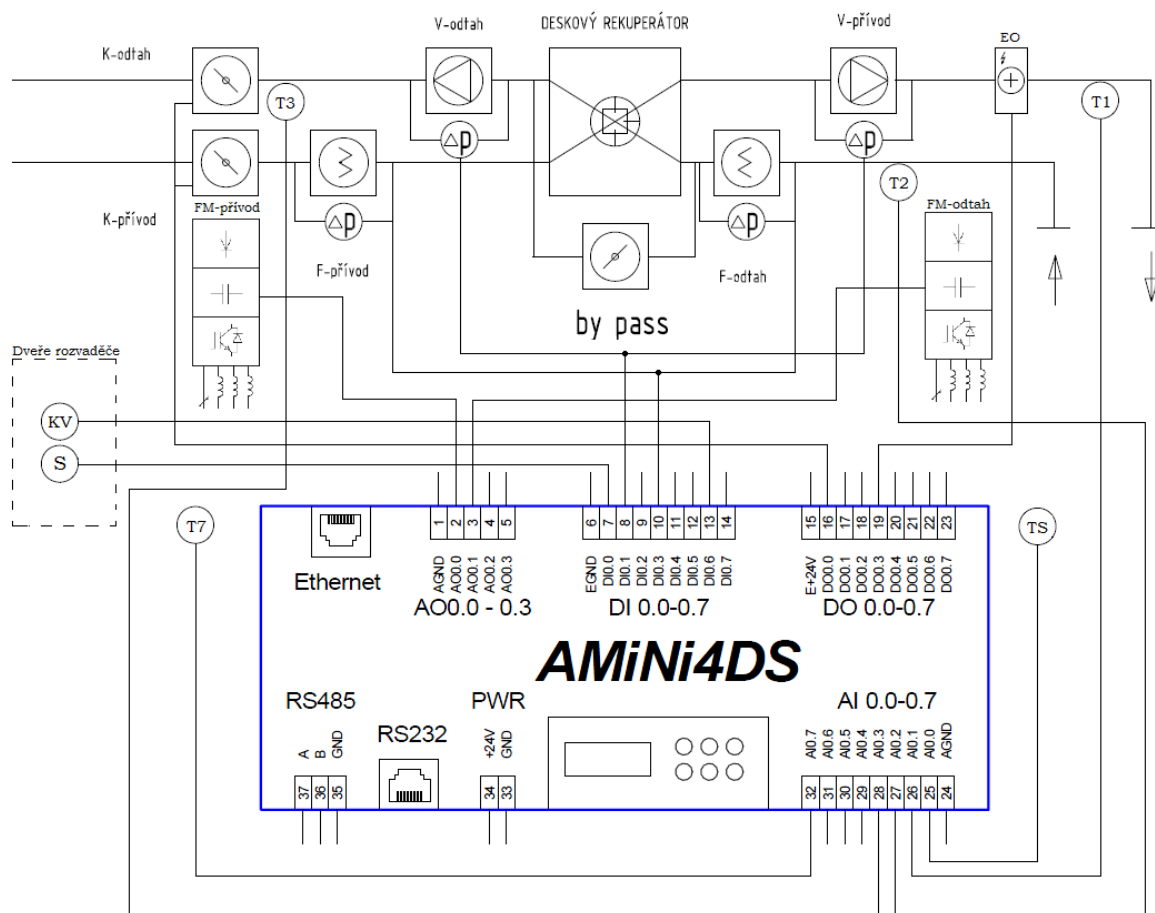 K-odtah
V-odtah
DESKOVÝ REKUPERÁTOR
V-přívod
EO
T3
T1
Δp
Δp
T2
K-přívod
FM-přívod
Δp
F-přívod
Δp
F-odtah
FM-odtah
by pass
Dveře rozvaděče
KV
S
T7
TS
1 2 3 4 5
6 7 8 9 10 11 12 13 14
15 16 17 18 19 20 21 22 23
AGND AO0.0 AO0.1 AO0.2 AO0.3
EGND DI0.0 DI0.1 DI0.2 DI0.3 DI0.4 DI0.5 DI0.6 DI0.7
E+24V DO0.0 DO0.1 DO0.2 DO0.3 DO0.4 DO0.5 DO0.6 DO0.7
Ethernet
AO0.0 - 0.3
DI 0.0-0.7
DO 0.0-0.7
AMiNi4DS
RS485
PWR
AI 0.0-0.7
RS232
A B GND
+24V GND
AI0.7 AI0.6 AI0.5 AI0.4 AI0.3 AI0.2 AI0.1 AI0.0 AGND
37 36 35
34 33
32 31 30 29 28 27 26 25 24